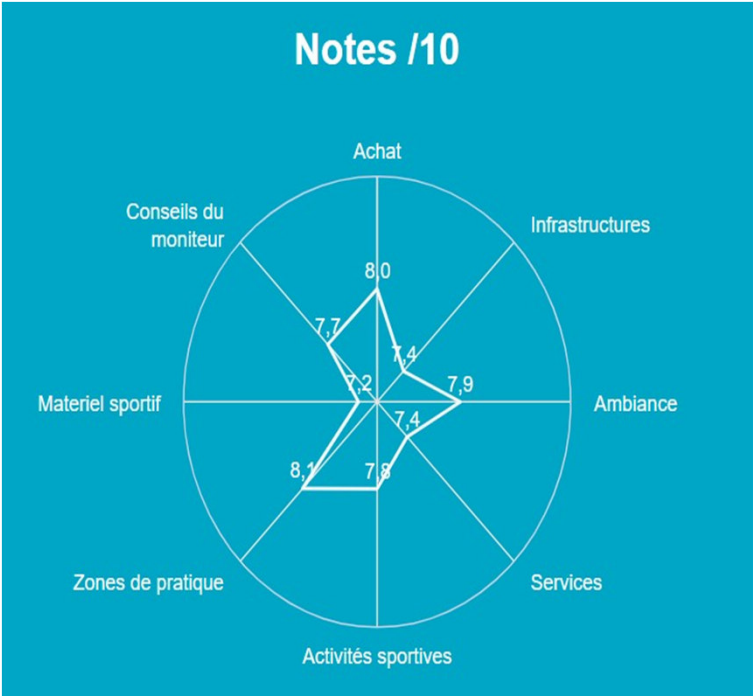 Notes /10
Achat
Conseils du
moniteur
Infrastructures
8,0
7,7
7,4
7,2
7,9
Materiel sportif
Ambiance
7,4
8,1
7,8
Zones de pratique
Services
Activités sportives